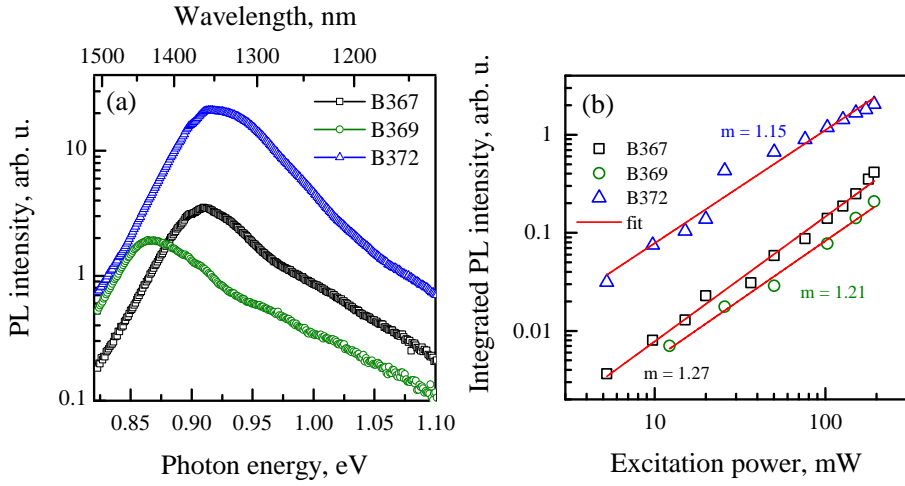 Wavelength, nm
1500 1400 1300 1200
(a)
B367
B369
B372
PL intensity, arb. u.
10
1
0.1
0.85 0.90 0.95 1.00 1.05 1.10
Photon energy, eV
(b)
m = 1.15
B367
B369
B372
fit
m = 1.21
m = 1.27
Integrated PL intensity, arb. u.
1
0.1
0.01
10 100
Excitation power, mW